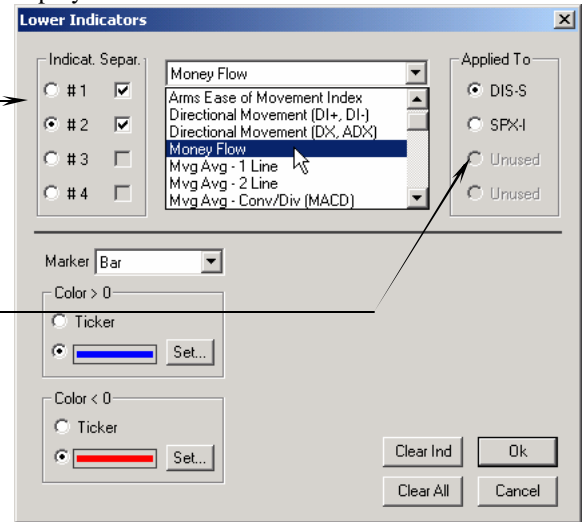 Lower Indicators
Indicat. Separ.
#1
#2
#3
#4
Money Flow
Arms Ease of Movement Index
Directional Movement (DI+, DI-)
Directional Movement (DX, ADX)
Money Flow
Mvg Avg - 1 Line
Mvg Avg - 2 Line
Mvg Avg - Conv/Div (MACD)
Applied To
DIS-S
SPX-I
Unused
Unused
Marker Bar
Color > 0
Ticker
Set...
Color < 0
Ticker
Set...
Clear Ind Ok
Clear All Cancel